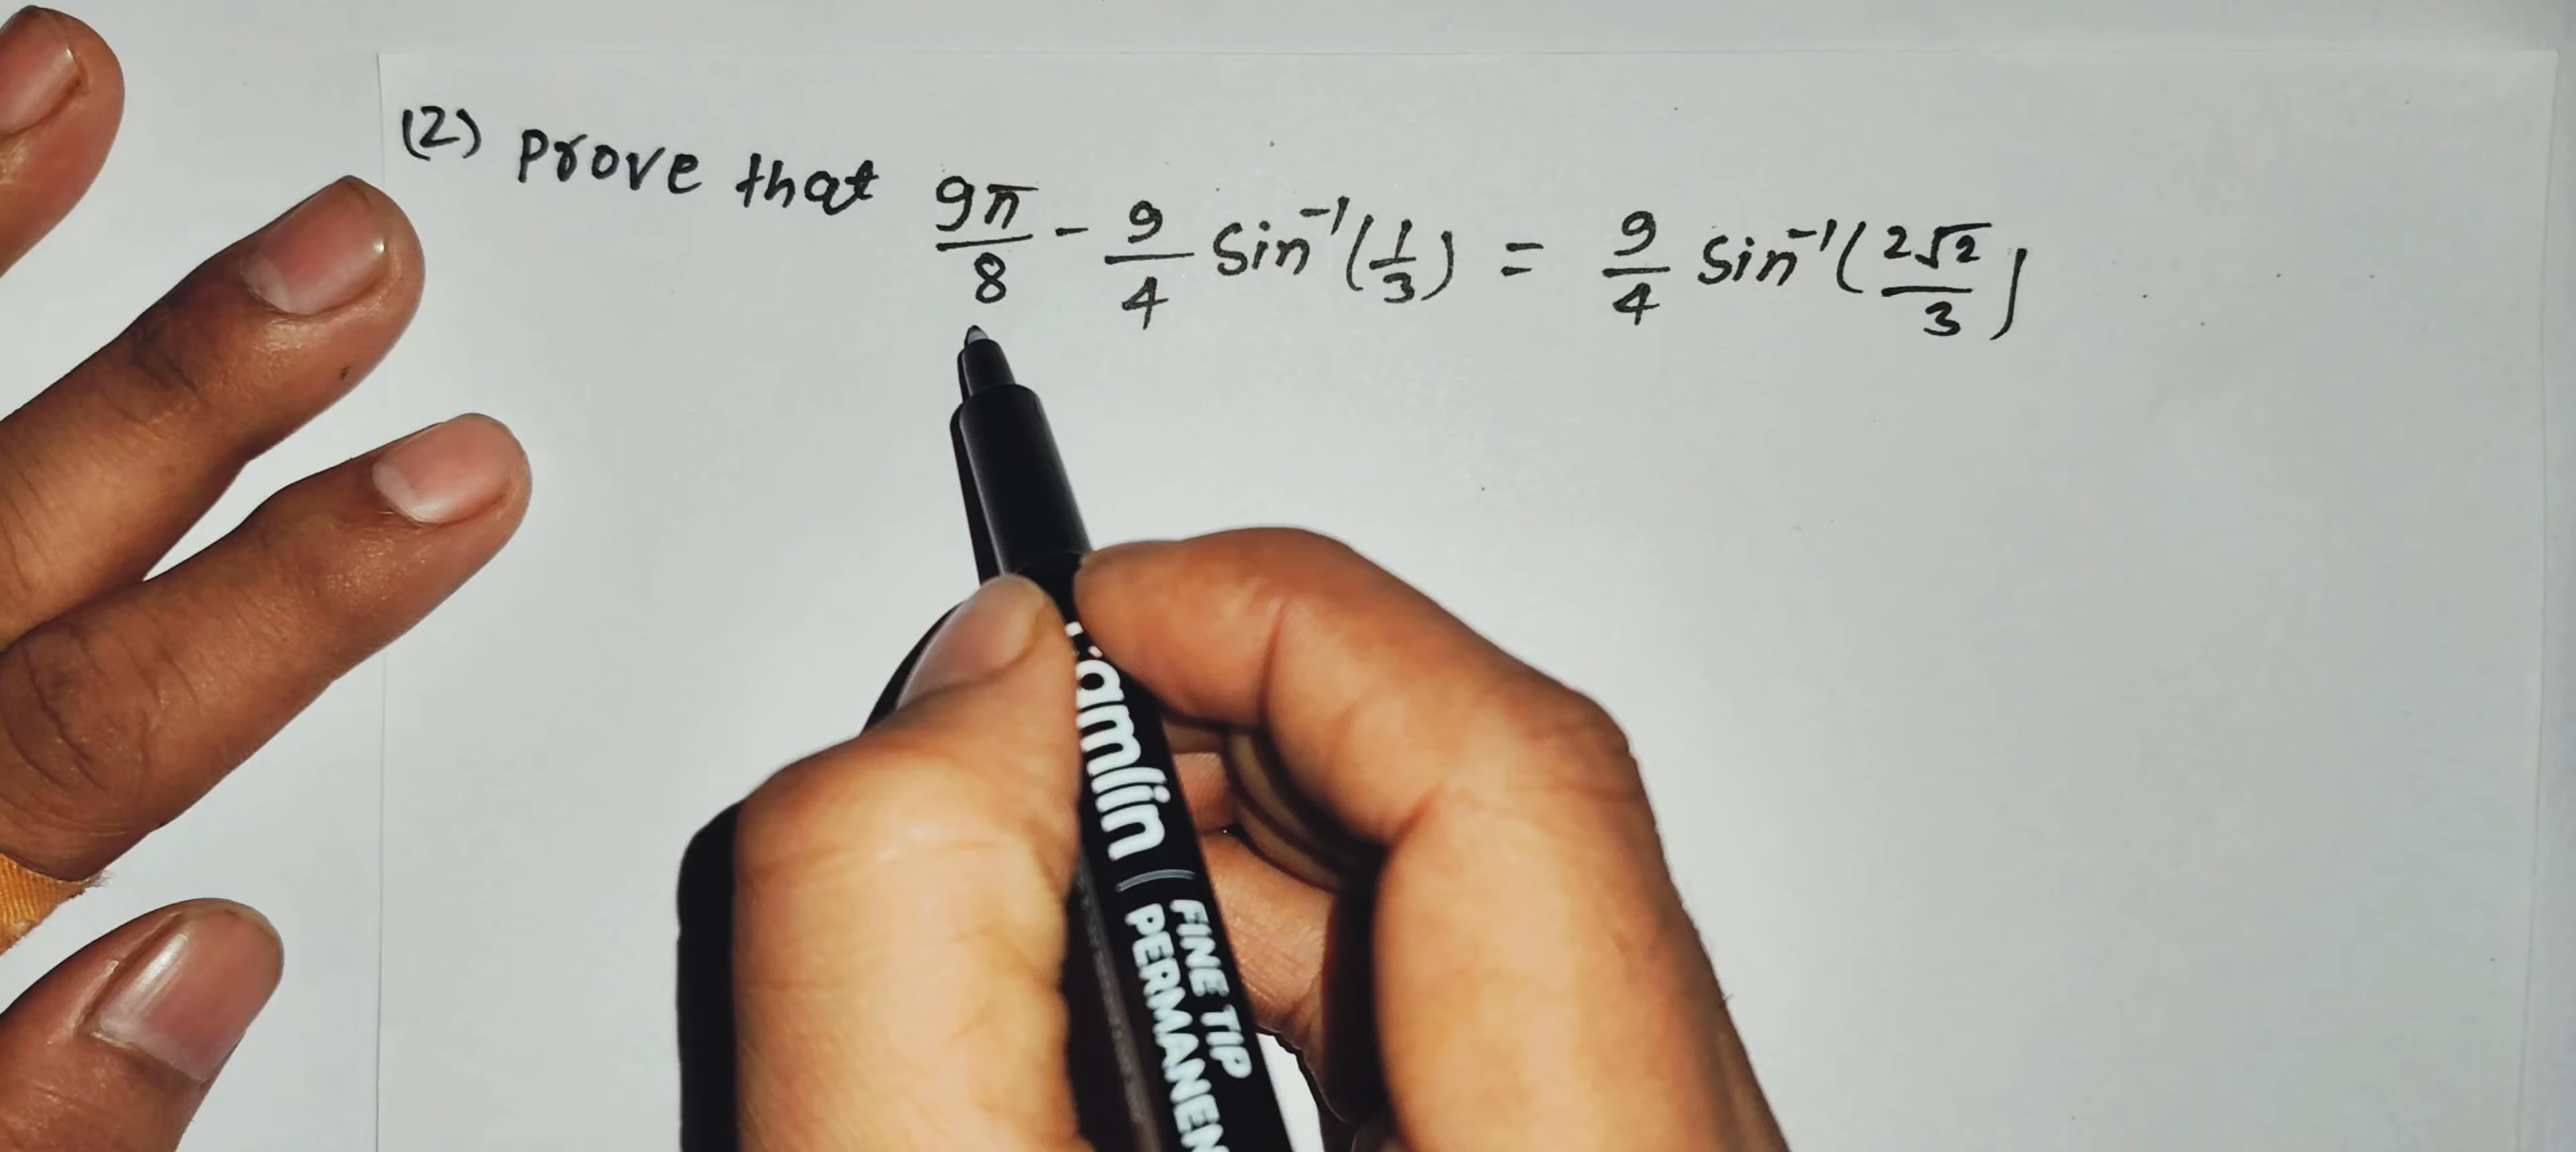 (2) prove that 9π/8 - 9/4 Sin⁻¹(1/3) = 9/4 Sin⁻¹(2√2/3)
amlin | FINE TIP